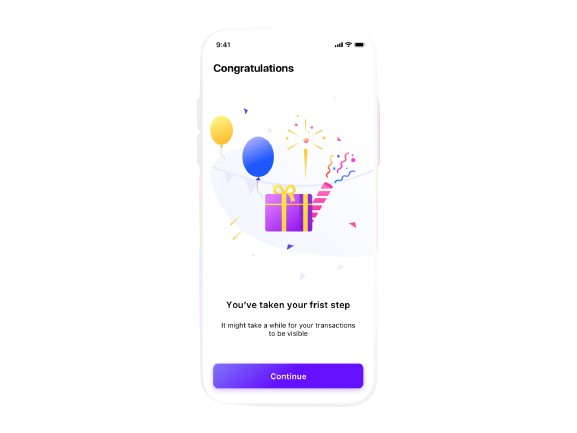 9:41
Congratulations
You've taken your frist step
It might take a while for your transactions
to be visible
Continue